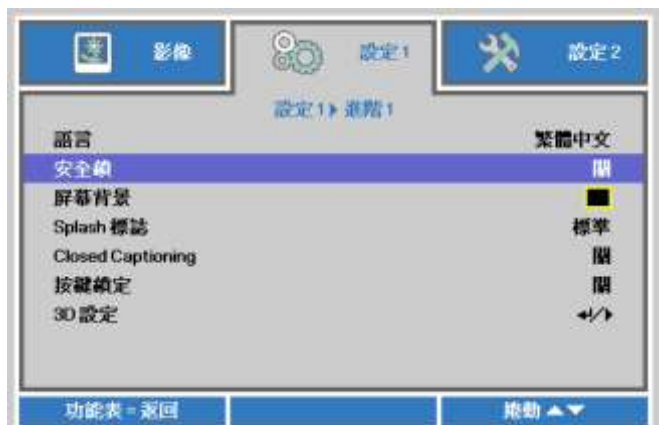 影像
設定 1
設定 2
設定 1 ▶ 進階 1
語言 繁體中文
安全鎖 關
屏幕背景
Splash 標誌 標準
Closed Captioning 關
按鍵鎖定 關
3D 設定 ↵/▶
功能表 = 返回
捲動 ▲▼